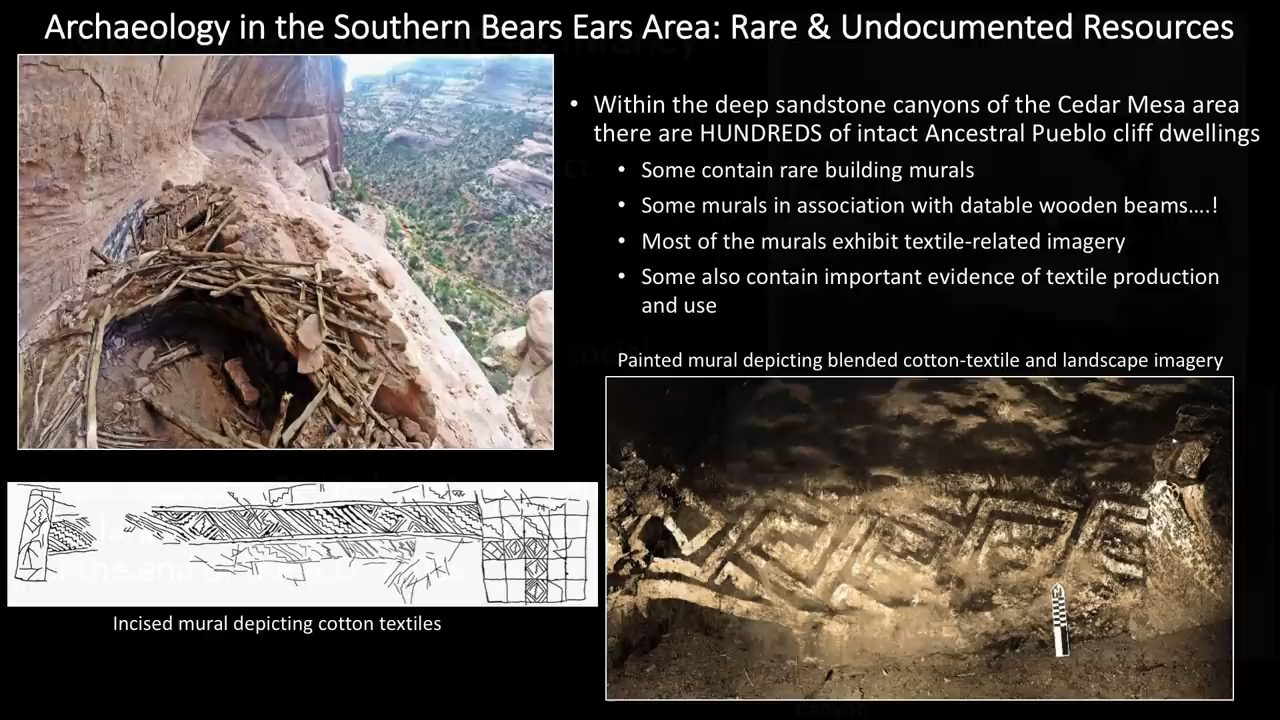 Archaeology in the Southern Bears Ears Area: Rare & Undocumented Resources
• Within the deep sandstone canyons of the Cedar Mesa area
there are HUNDREDS of intact Ancestral Pueblo cliff dwellings
• Some contain rare building murals
• Some murals in association with datable wooden beams....!
• Most of the murals exhibit textile-related imagery
• Some also contain important evidence of textile production
and use
Painted mural depicting blended cotton-textile and landscape imagery
Incised mural depicting cotton textiles